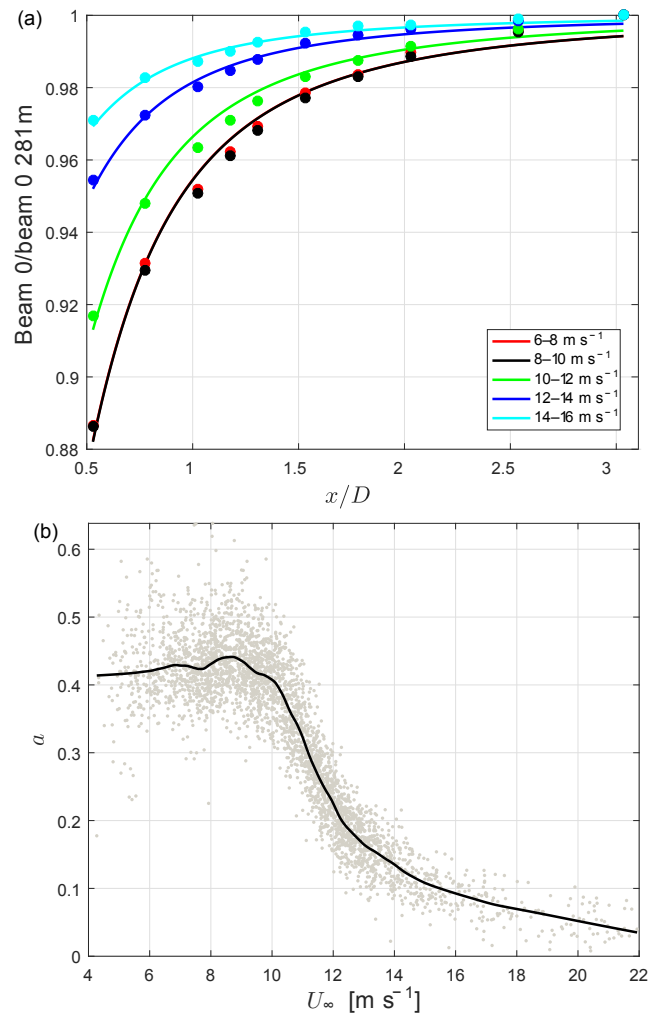 (a)
1
0.98
0.96
0.94
0.92
0.9
0.88
Beam 0/beam 0 281m
6–8 m s⁻¹
8–10 m s⁻¹
10–12 m s⁻¹
12–14 m s⁻¹
14–16 m s⁻¹
0.5 1 1.5 2 2.5 3
x/D
(b)
0.6
0.5
0.4
0.3
0.2
0.1
0
a
4 6 8 10 12 14 16 18 20 22
U∞ [m s⁻¹]